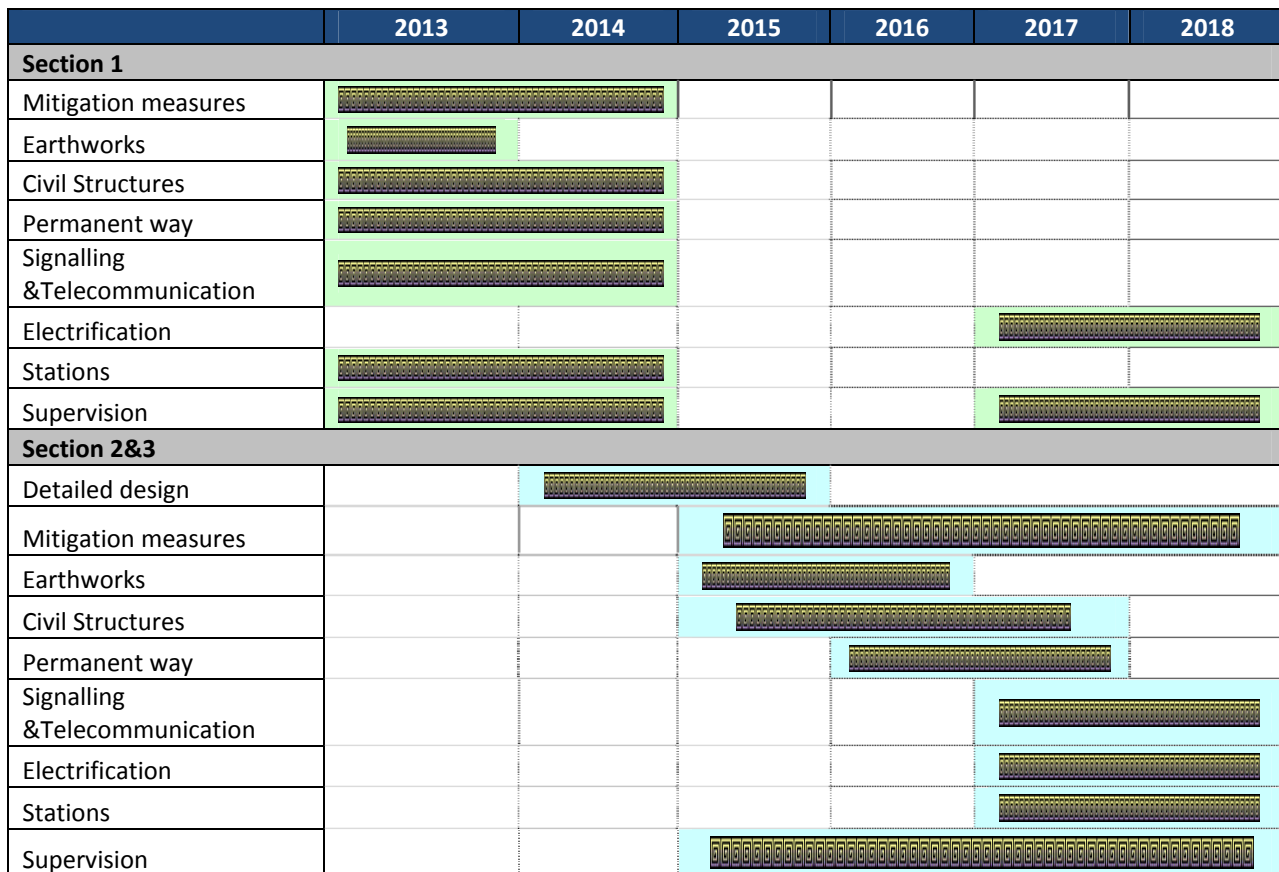 2013 2014 2015 2016 2017 2018
Section 1
Mitigation measures
Earthworks
Civil Structures
Permanent way
Signalling
&Telecommunication
Electrification
Stations
Supervision
Section 2&3
Detailed design
Mitigation measures
Earthworks
Civil Structures
Permanent way
Signalling
&Telecommunication
Electrification
Stations
Supervision